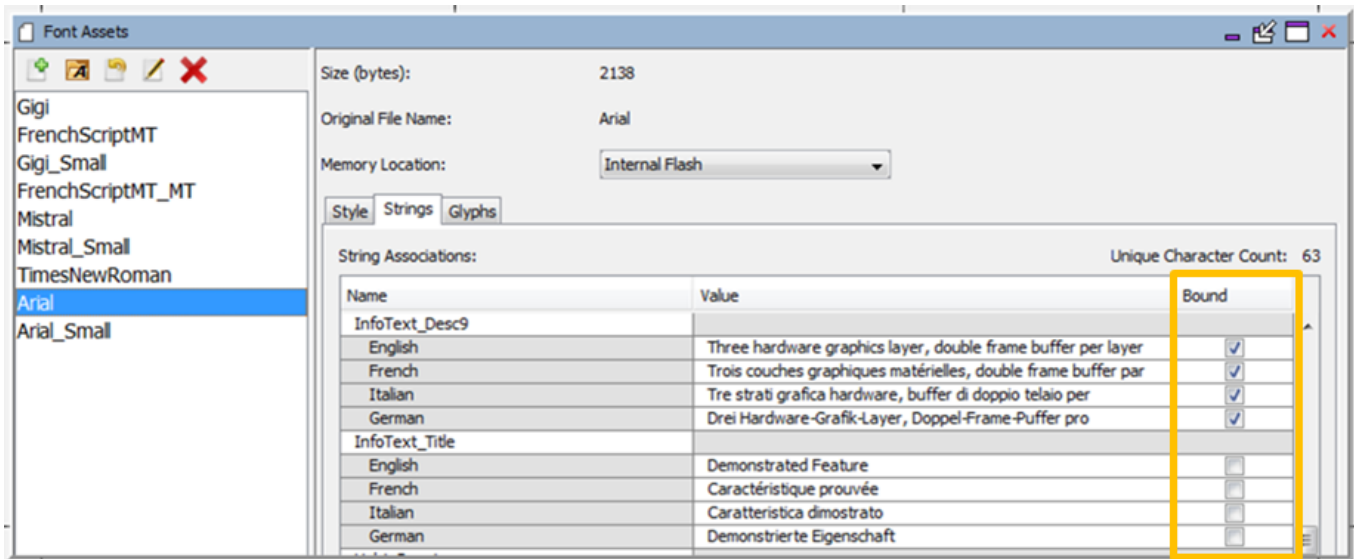 Font Assets
Gigi
FrenchScriptMT
Gigi_Small
FrenchScriptMT_MT
Mistral
Mistral_Small
TimesNewRoman
Arial
Arial_Small
Size (bytes): 2138
Original File Name: Arial
Memory Location: Internal Flash
Style Strings Glyphs
String Associations: Unique Character Count: 63
Name Value Bound
InfoText_Desc9
English Three hardware graphics layer, double frame buffer per layer
French Trois couches graphiques matérielles, double frame buffer par
Italian Tre strati grafica hardware, buffer di doppio telaio per
German Drei Hardware-Grafik-Layer, Doppel-Frame-Puffer pro
InfoText_Title
English Demonstrated Feature
French Caractéristique prouvée
Italian Caratteristica dimostrato
German Demonstrierte Eigenschaft